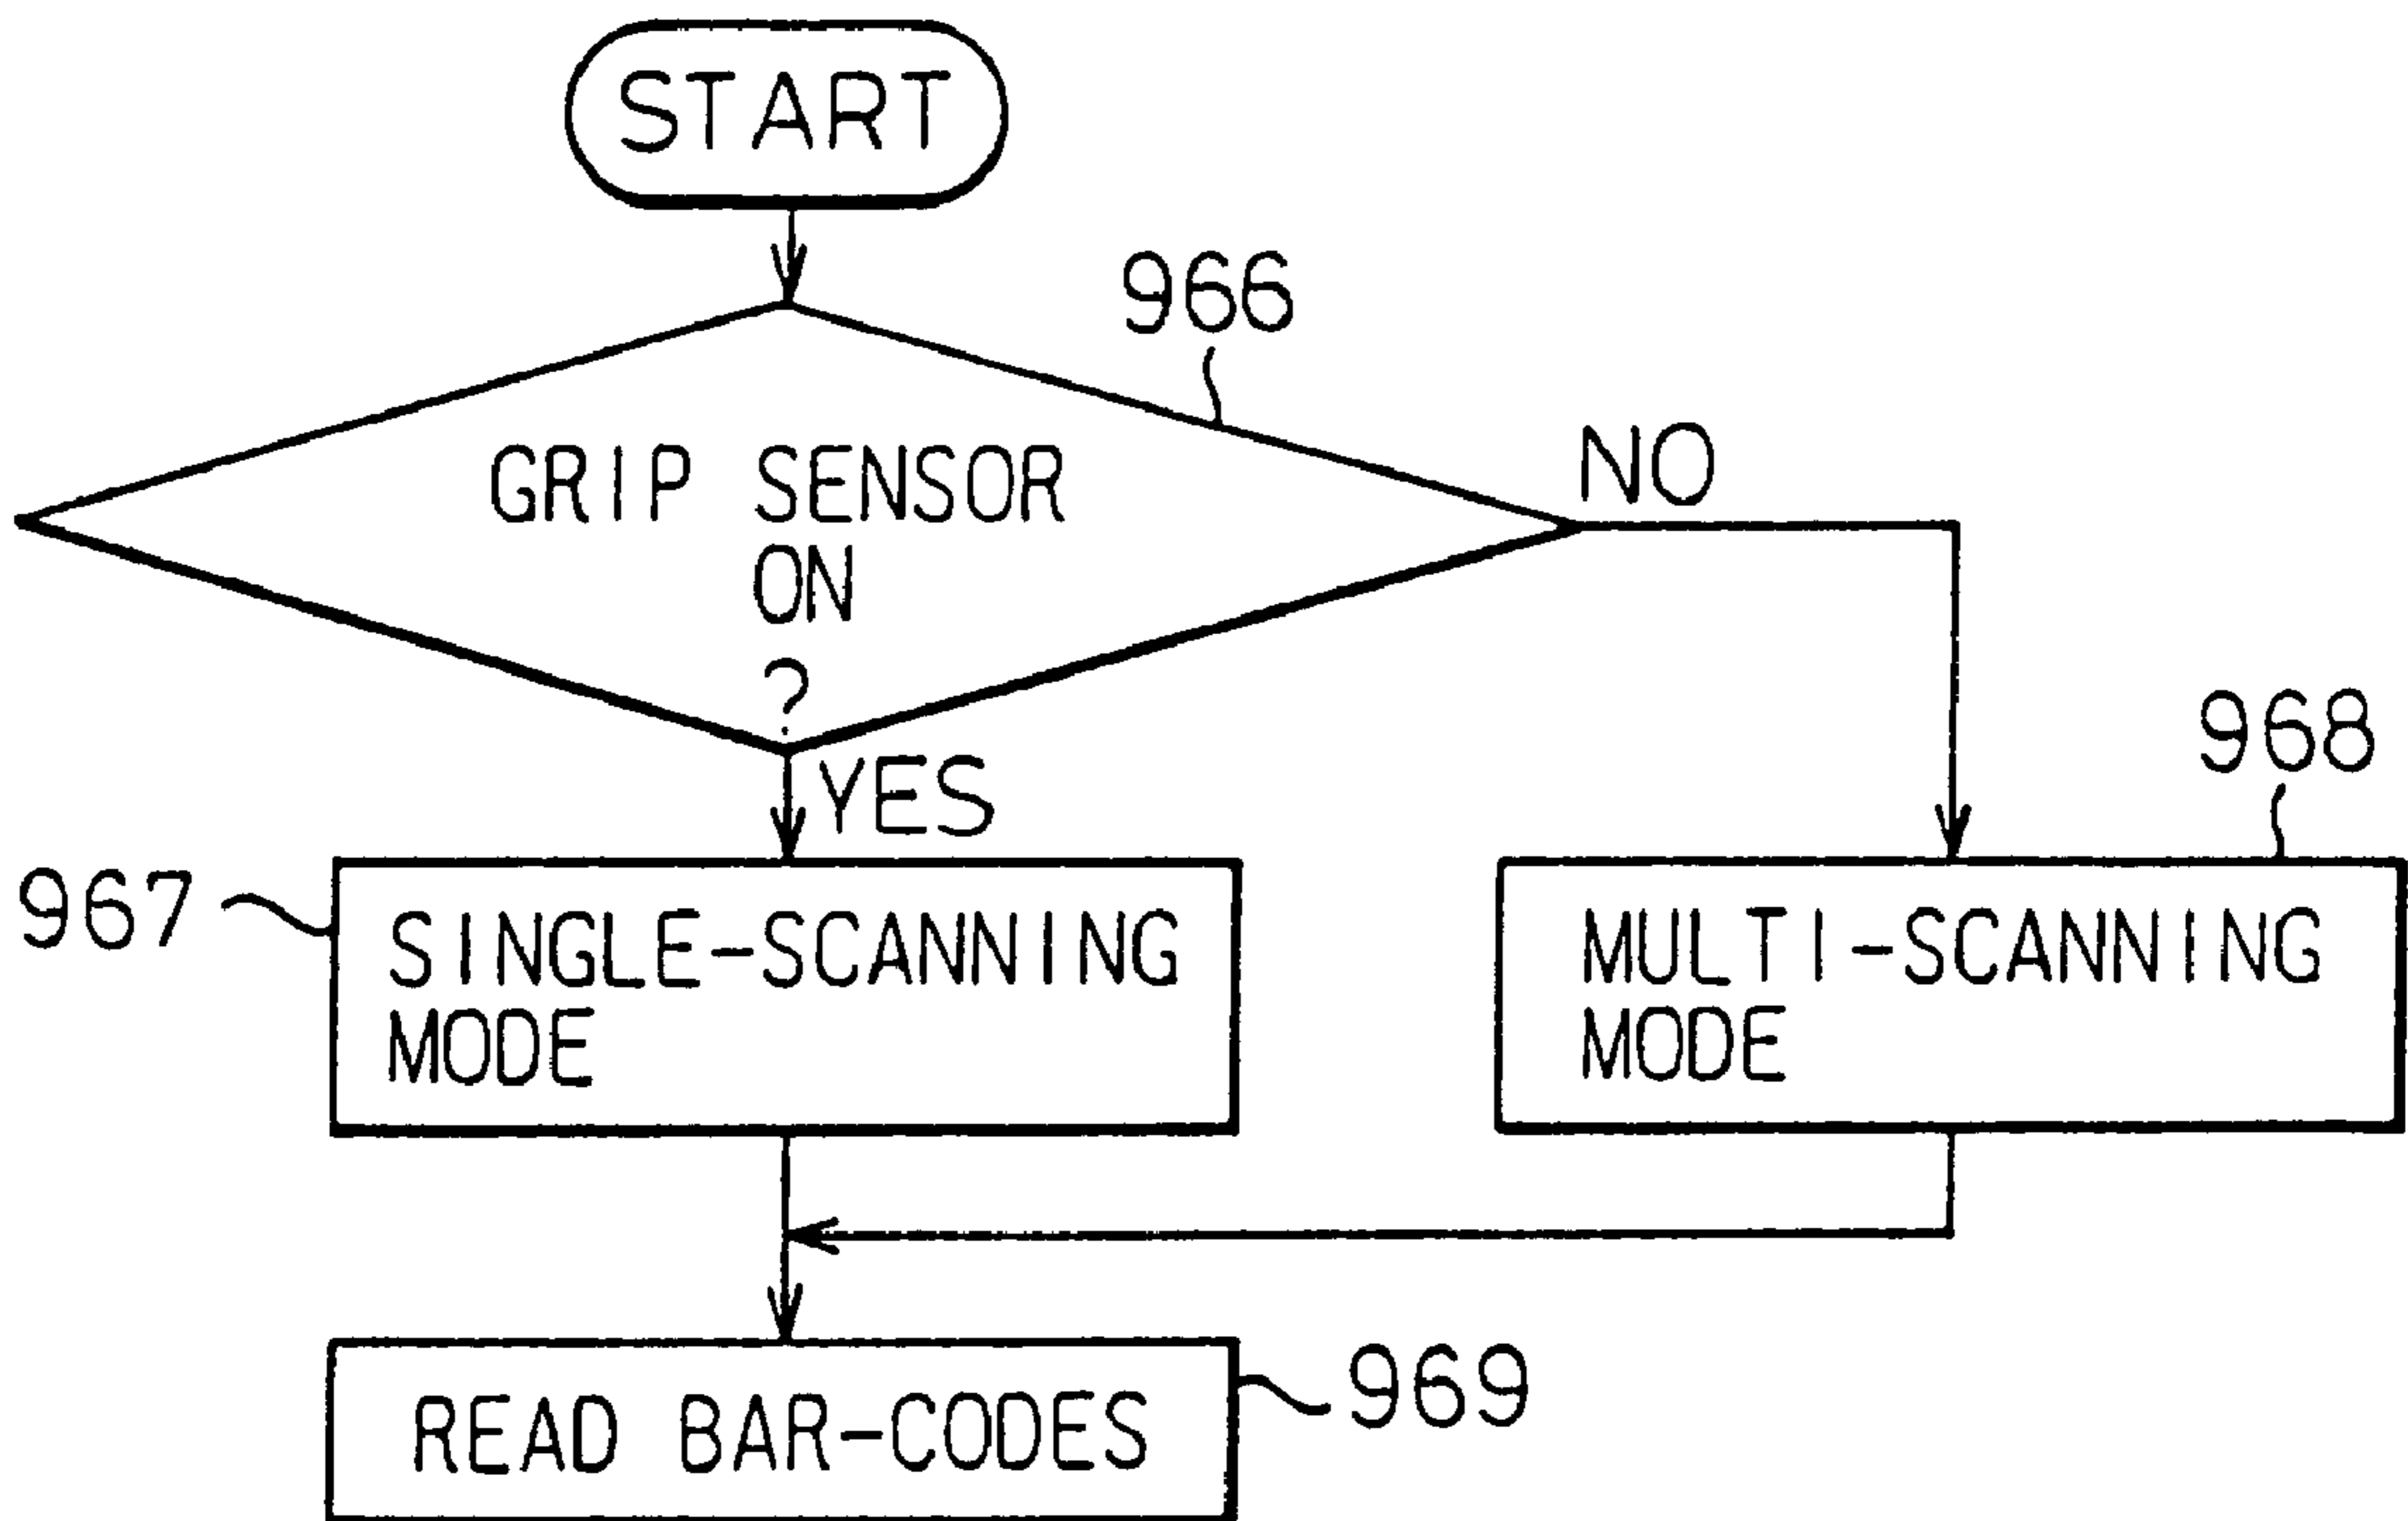 START
966
GRIP SENSOR
ON
?
NO
YES
968
967
SINGLE-SCANNING
MODE
MULTI-SCANNING
MODE
READ BAR-CODES
969